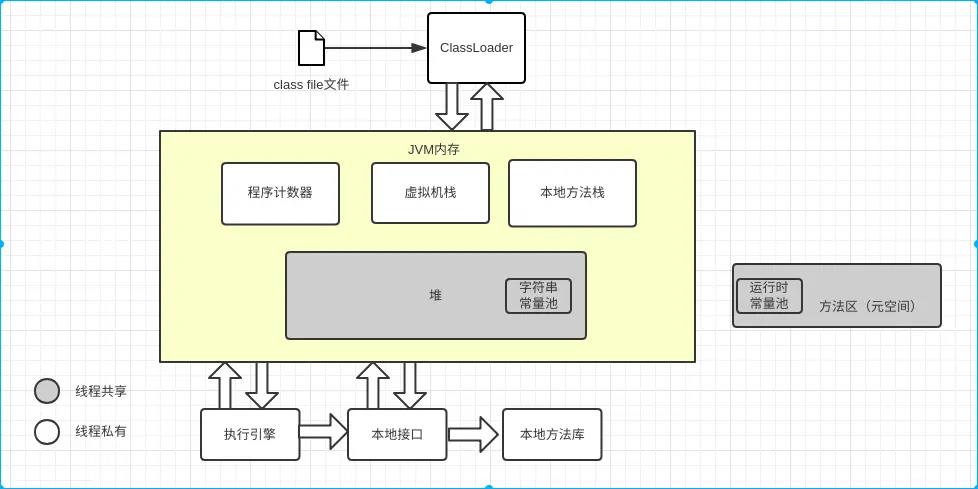 ClassLoader
class file文件
JVM内存
程序计数器
虚拟机栈
本地方法栈
堆
字符串
常量池
运行时
常量池
方法区（元空间）
线程共享
线程私有
执行引擎
本地接口
本地方法库